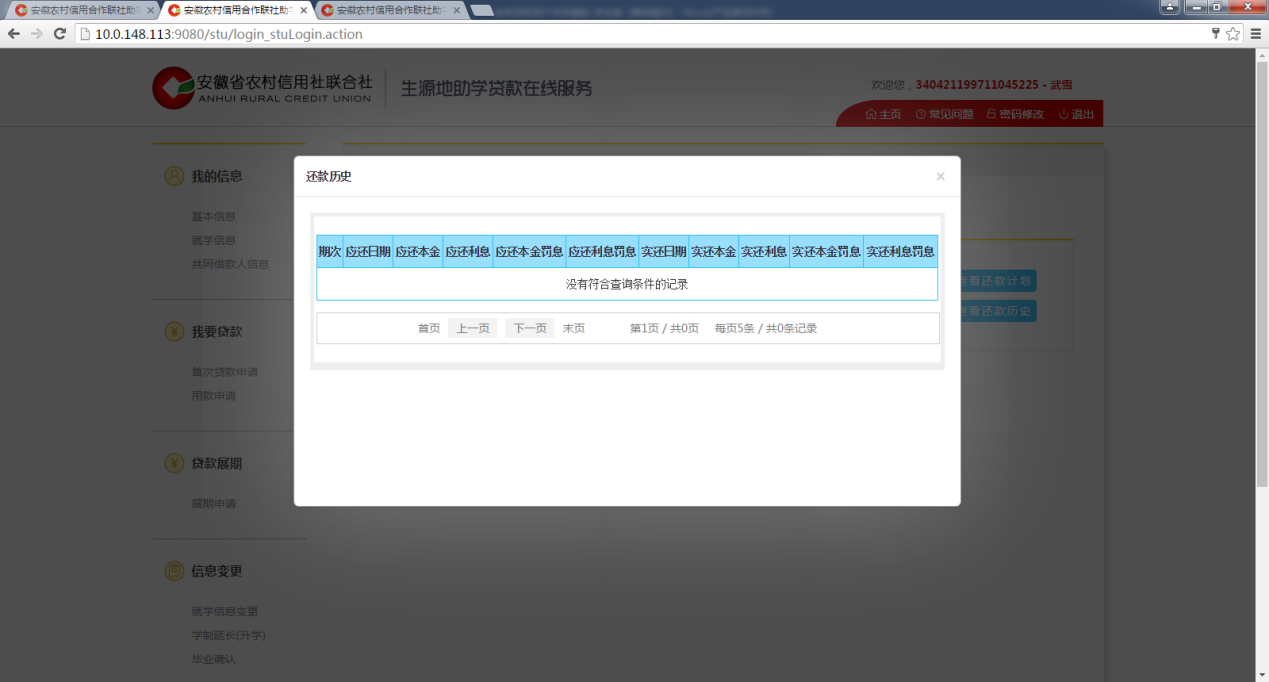 安徽农村信用合作联社助
安徽农村信用合作联社助
安徽农村信用合作联社助
10.0.148.113:9080/stu/login_stuLogin.action
安徽省农村信用社联合社
ANHUI RURAL CREDIT UNION
生源地助学贷款在线服务
欢迎您，340421199711045225 - 武雪
主页 常见问题 密码修改 退出
我的信息
基本信息
就学信息
共同借款人信息
我要贷款
首次贷款申请
用款申请
贷款展期
展期申请
信息变更
就学信息变更
学制延长(升学)
毕业确认
还款历史
×
期次 应还日期 应还本金 应还利息 应还本金罚息 应还利息罚息 实还日期 实还本金 实还利息 实还本金罚息 实还利息罚息
没有符合查询条件的记录
首页 上一页 下一页 末页 第1页 / 共0页 每页5条 / 共0条记录
看还款计划
看还款历史